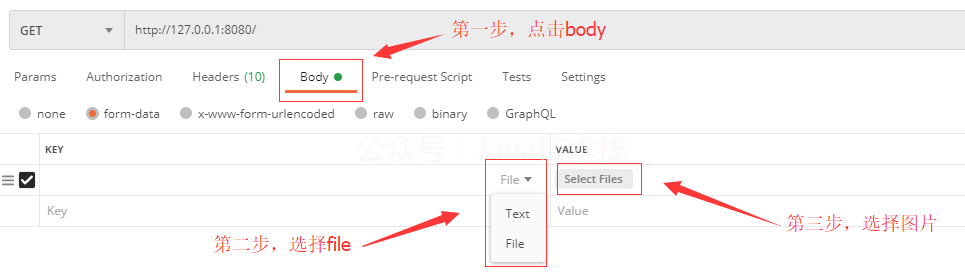 GET http://127.0.0.1:8080/
第一步，点击body
Params Authorization Headers (10) Body Pre-request Script Tests Settings
none form-data x-www-form-urlencoded raw binary GraphQL
KEY VALUE
公众号：Java技术栈
File Select Files
Key Text Value
File
第二步，选择file
第三步，选择图片